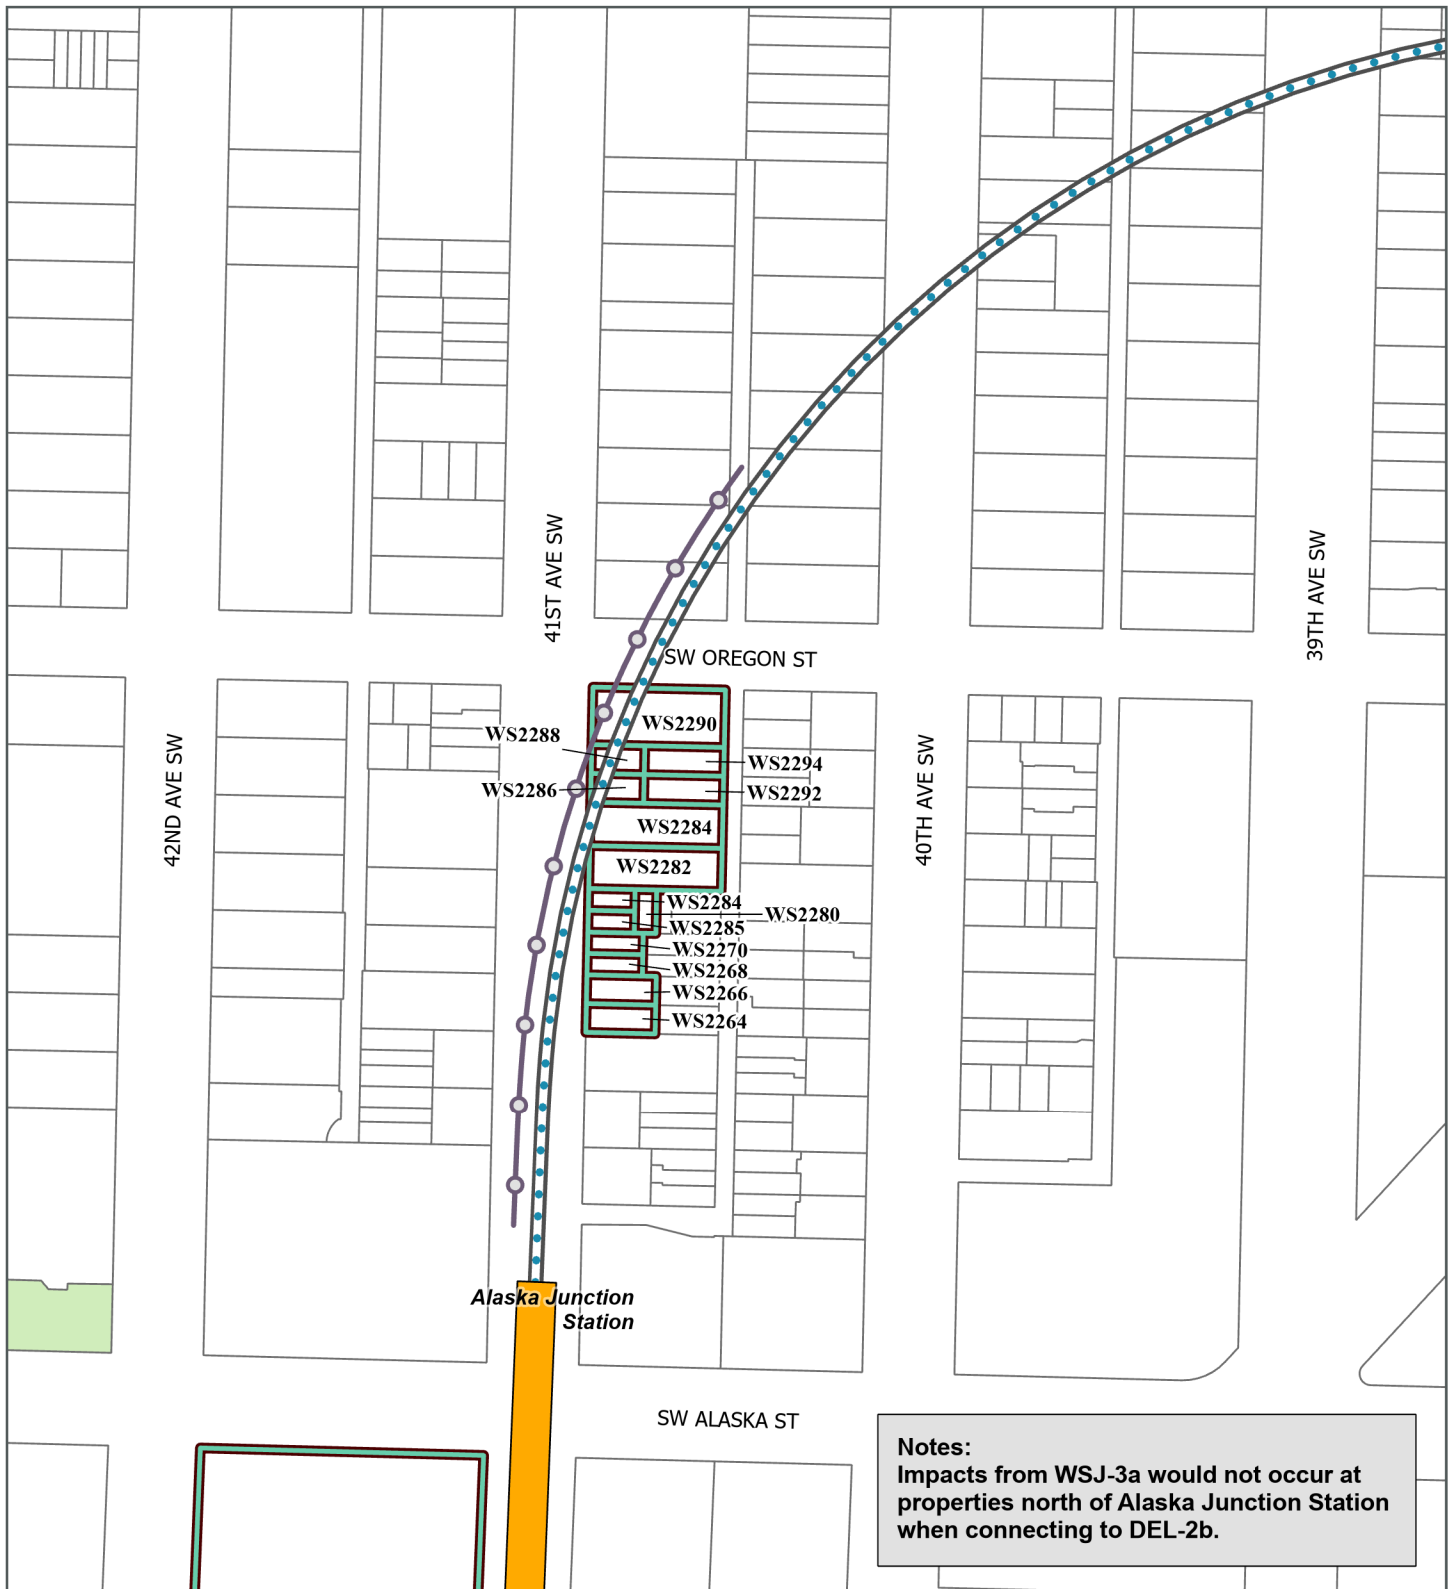 41ST AVE SW
39TH AVE SW
SW OREGON ST
WS2290
WS2288
WS2294
WS2286
WS2292
42ND AVE SW
40TH AVE SW
WS2284
WS2282
WS2284
WS2280
WS2285
WS2270
WS2268
WS2266
WS2264
Alaska Junction
Station
SW ALASKA ST
Notes:
Impacts from WSJ-3a would not occur at
properties north of Alaska Junction Station
when connecting to DEL-2b.